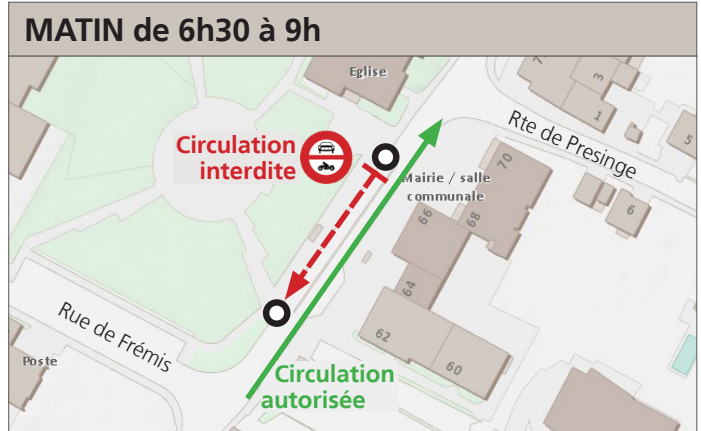 MATIN de 6h30 à 9h
Eglise
7
3
1
5
Rte de Presinge
Circulation
interdite
Mairie / salle
communale
70
68
66
6
64
62
60
Rue de Frémis
Poste
Circulation
autorisée